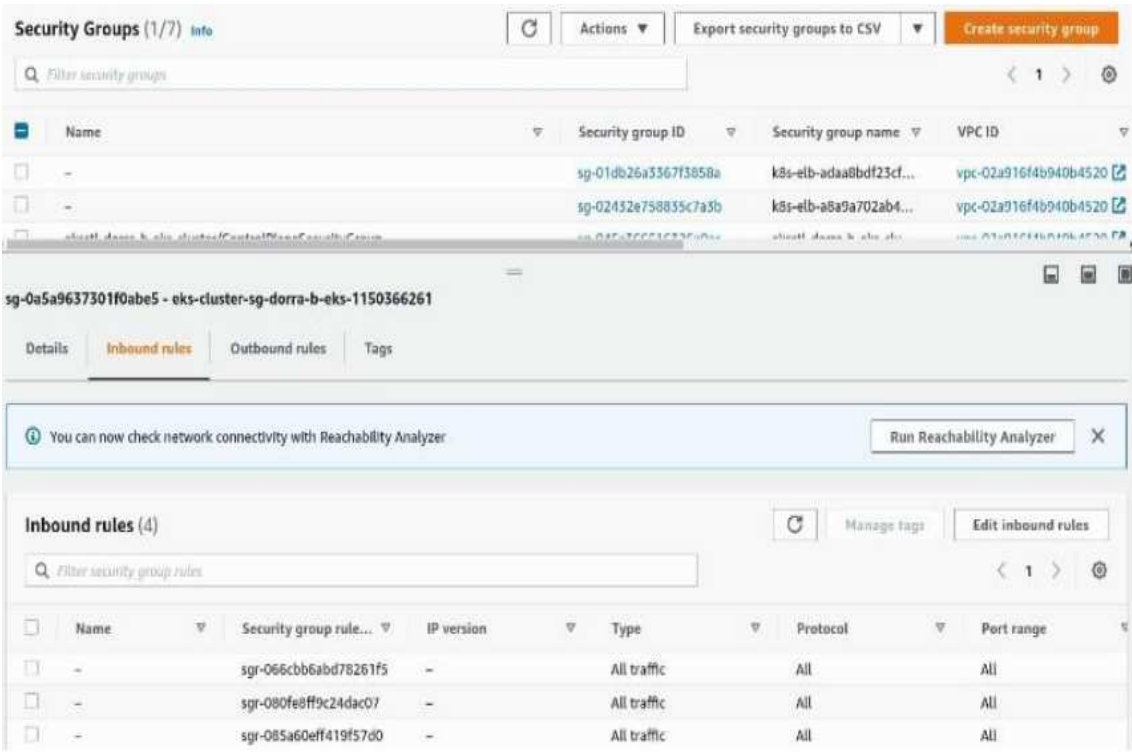 Security Groups (1/7) Info
Actions Export security groups to CSV Create security group
Filter security groups
1
Name Security group ID Security group name VPC ID
- sg-01db26a3367f3858a k8s-elb-adaa8bdf23cf... vpc-02a916f4b940b4520
- sg-02432e758835c7a3b k8s-elb-a8a9a702ab4... vpc-02a916f4b940b4520
sg-0a5a9637301f0abe5 - eks-cluster-sg-dorra-b-eks-1150366261
Details Inbound rules Outbound rules Tags
You can now check network connectivity with Reachability Analyzer Run Reachability Analyzer
Inbound rules (4) Manage tags Edit inbound rules
Filter security group rules
1
Name Security group rule... IP version Type Protocol Port range
- sgr-066cbb6abd78261f5 - All traffic All All
- sgr-080fe8ff9c24dac07 - All traffic All All
- sgr-085a60eff419f57d0 - All traffic All All